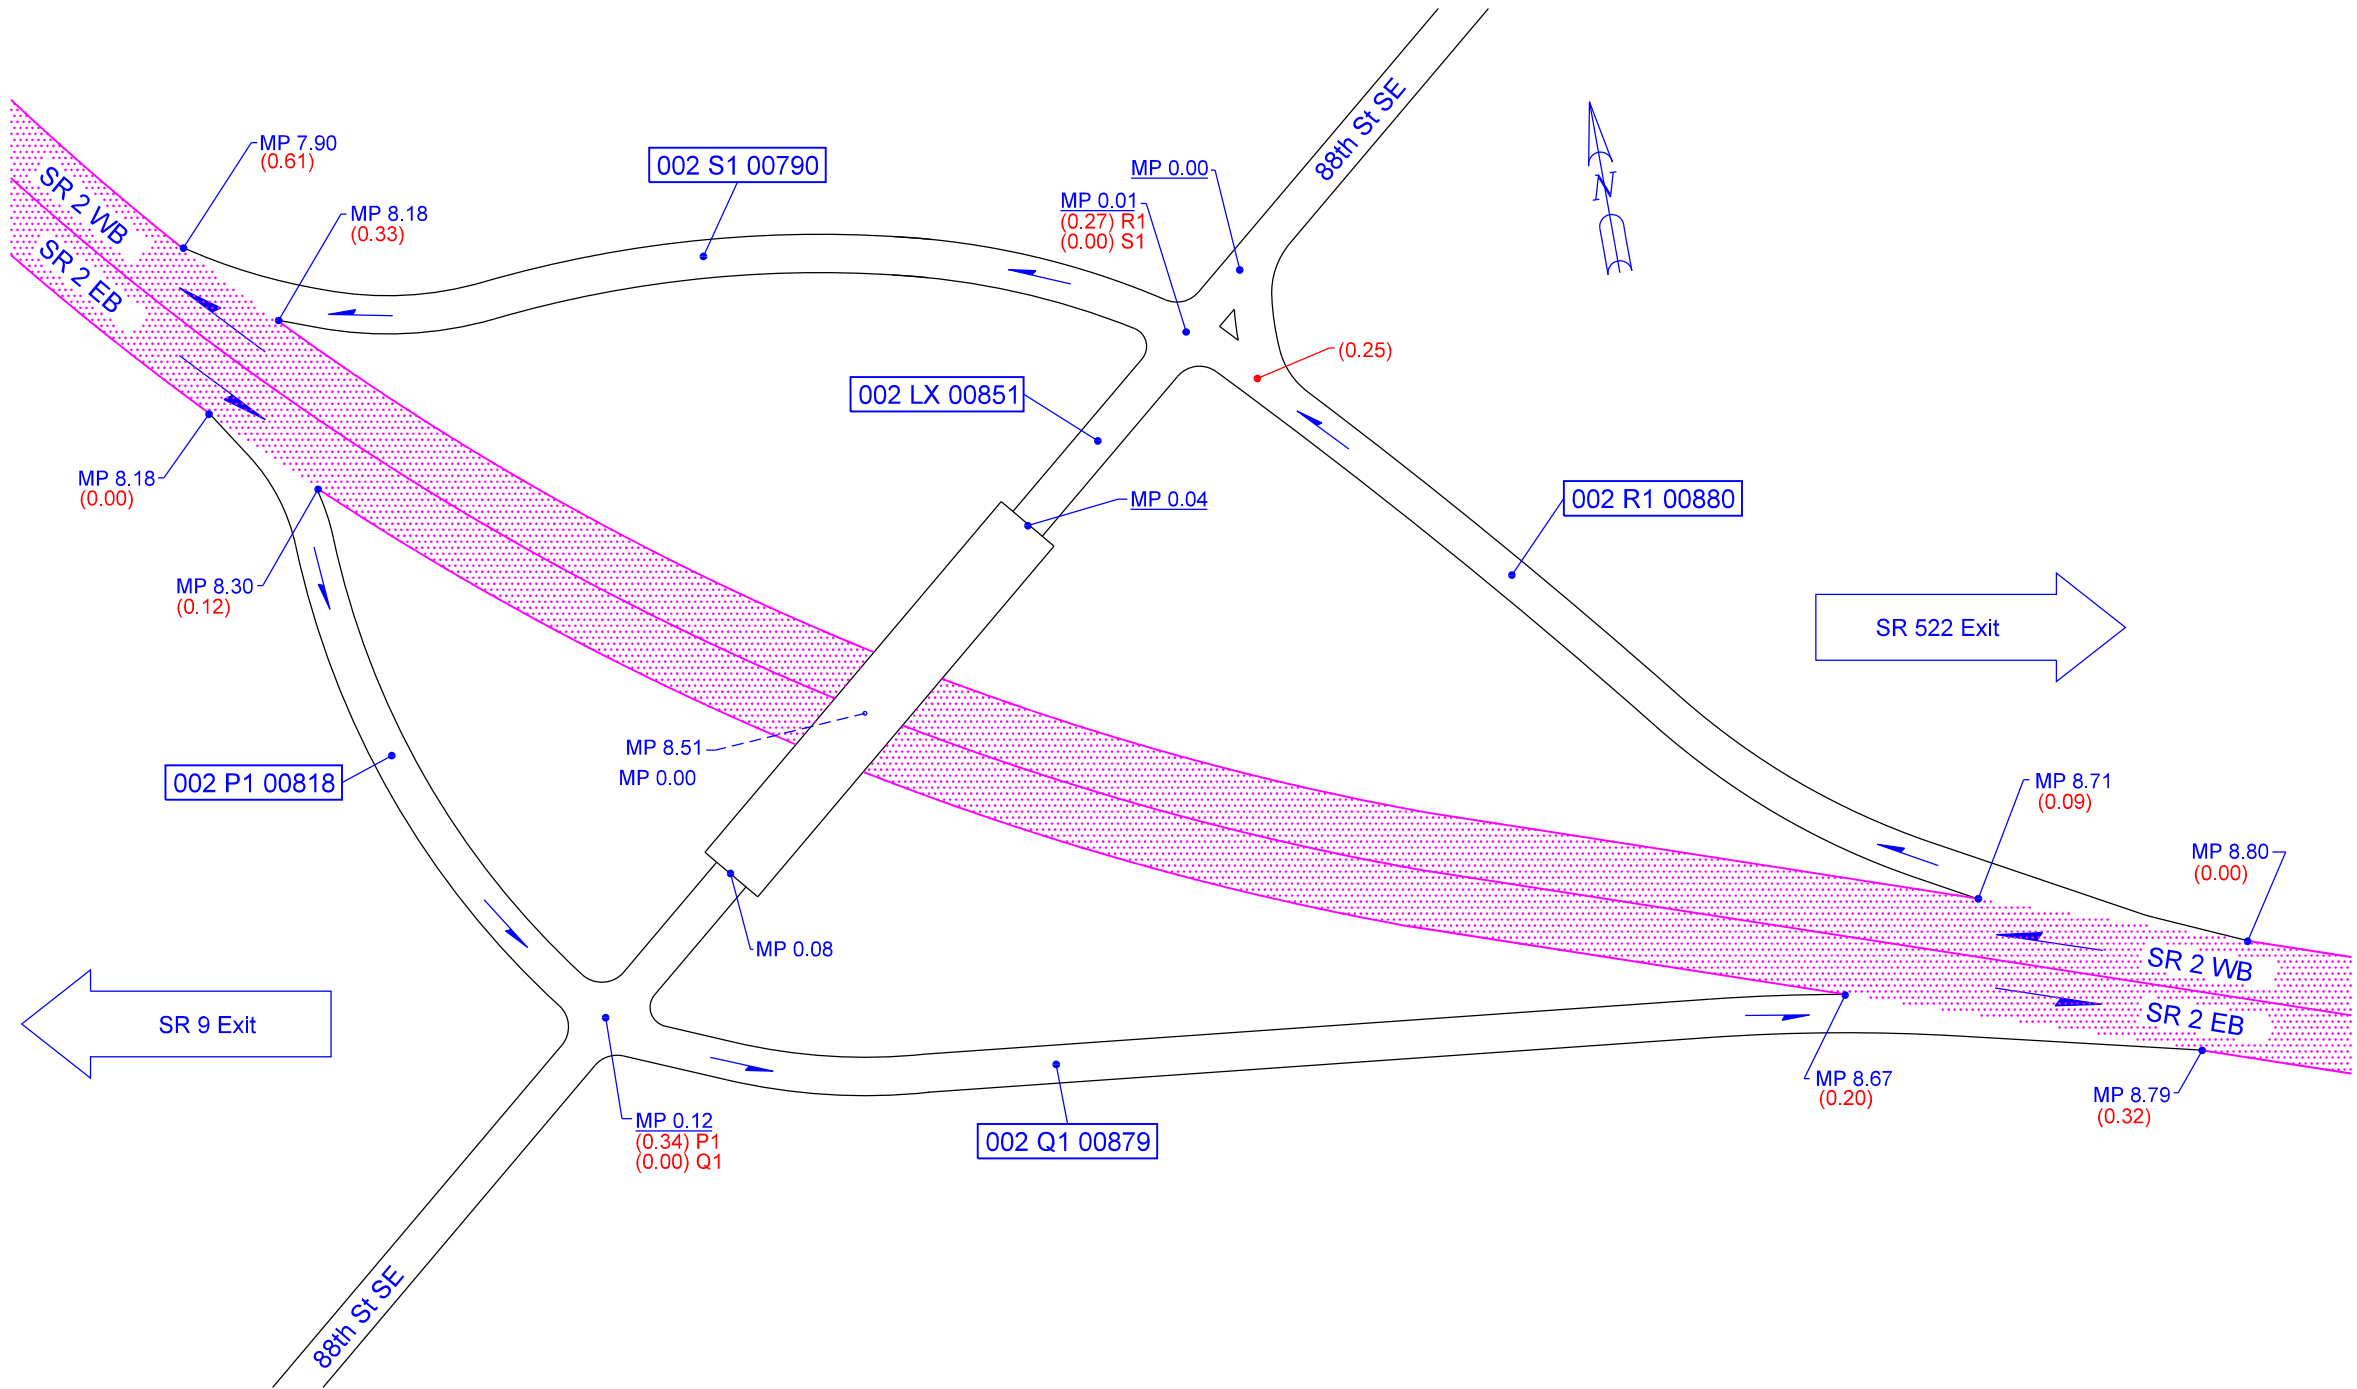 88th St SE
MP 7.90
(0.61)
002 S1 00790
MP 0.00
SR 2 WB
MP 8.18
(0.33)
MP 0.01
(0.27) R1
(0.00) S1
N
SR 2 EB
(0.25)
002 LX 00851
MP 8.18
(0.00)
MP 0.04
002 R1 00880
MP 8.30
(0.12)
SR 522 Exit
MP 8.51
MP 0.00
002 P1 00818
MP 8.71
(0.09)
MP 8.80
(0.00)
MP 0.08
SR 2 WB
SR 9 Exit
SR 2 EB
MP 8.67
(0.20)
MP 8.79
(0.32)
MP 0.12
(0.34) P1
(0.00) Q1
002 Q1 00879
88th St SE